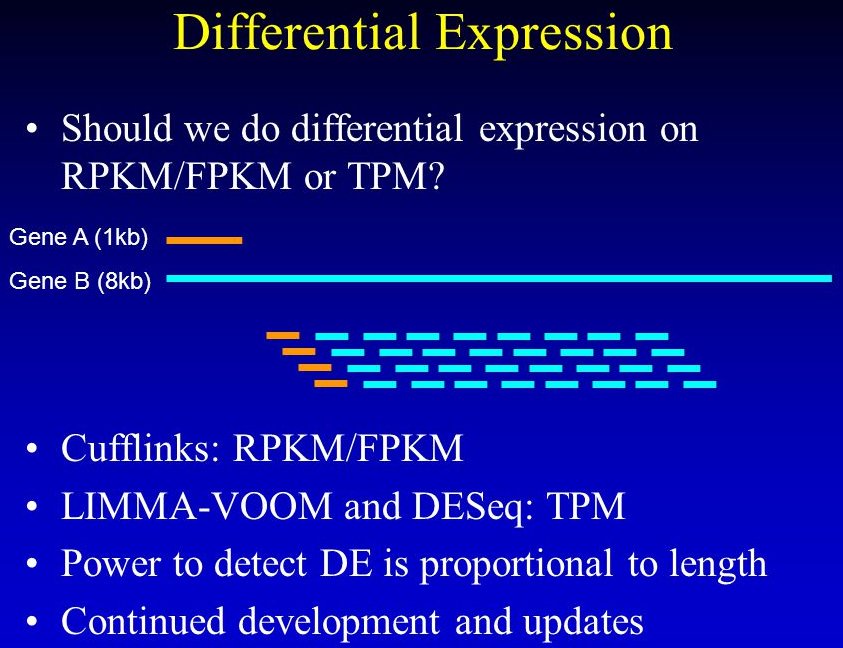 Differential Expression
• Should we do differential expression on
RPKM/FPKM or TPM?
Gene A (1kb)
Gene B (8kb)
• Cufflinks: RPKM/FPKM
• LIMMA-VOOM and DESeq: TPM
• Power to detect DE is proportional to length
• Continued development and updates